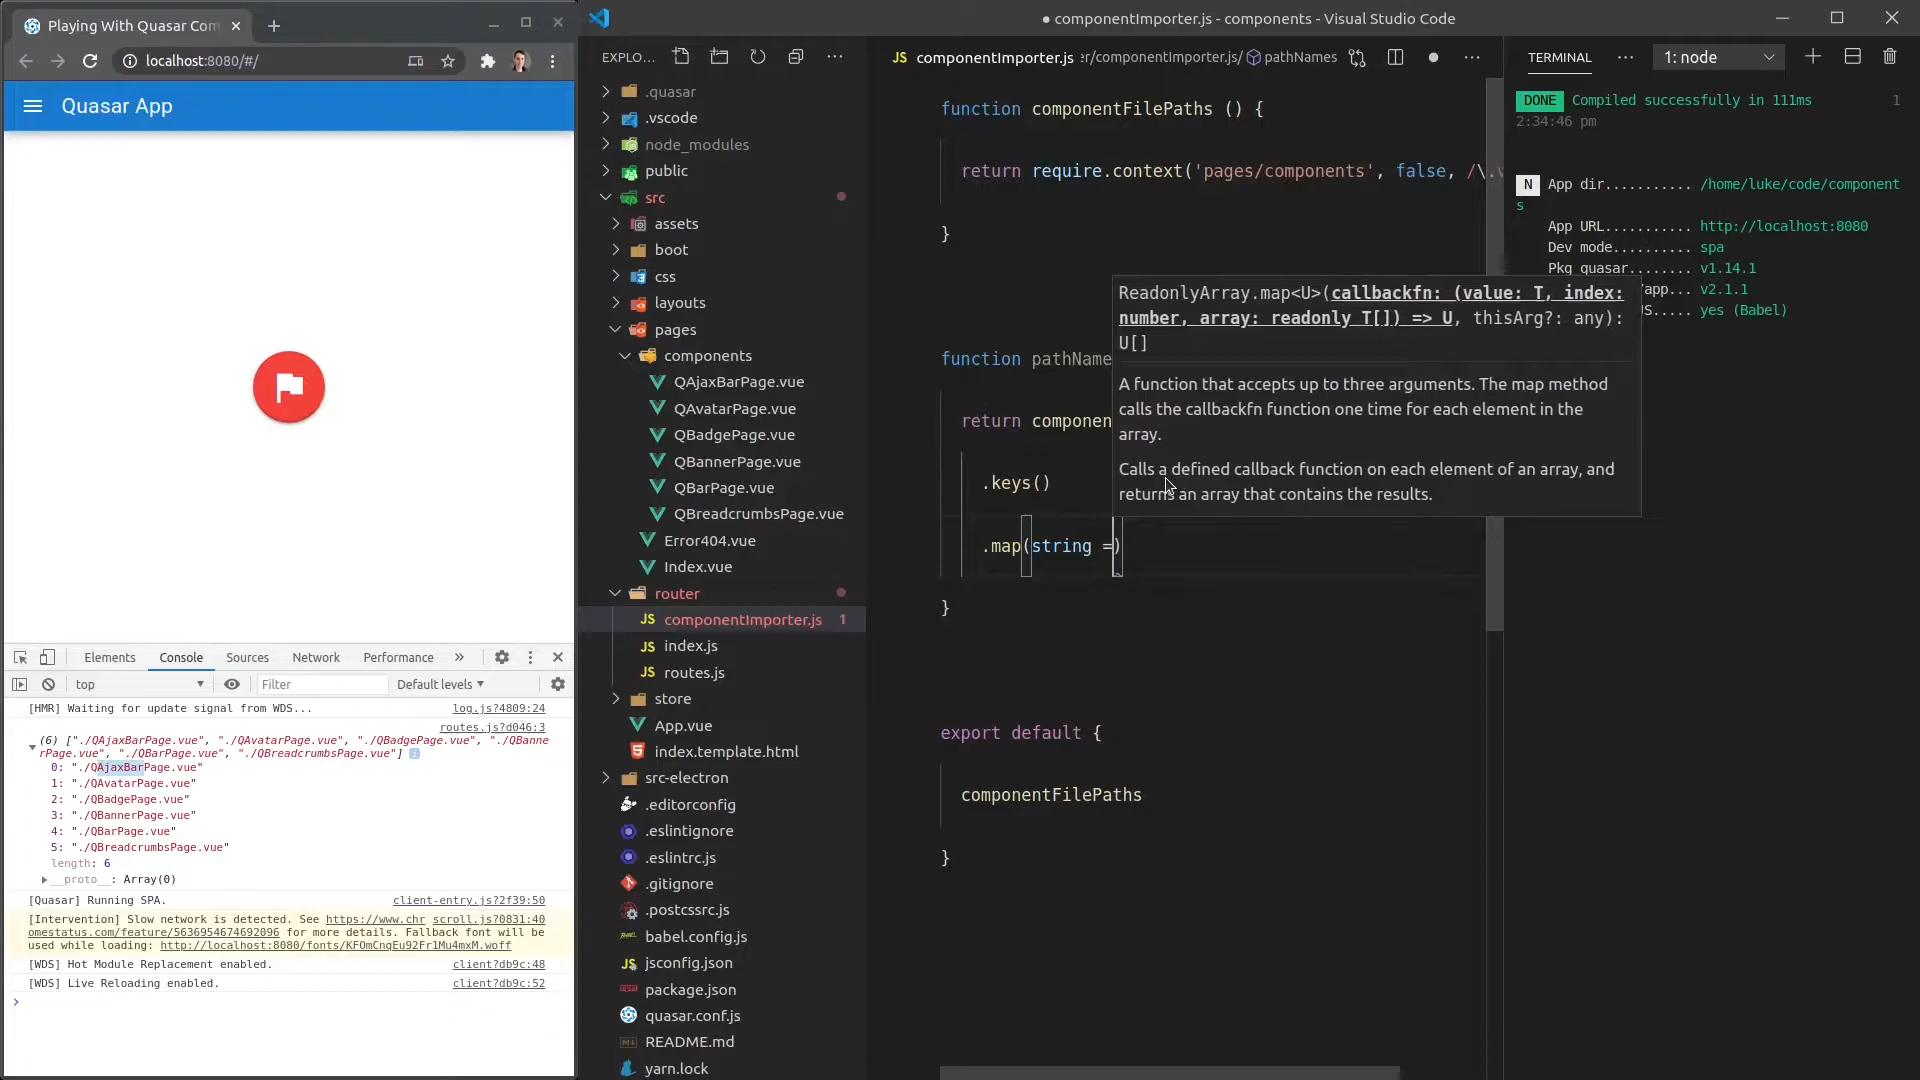 Playing With Quasar Com
localhost:8080/#/
Quasar App
Elements
Console
Sources
Network
Performance
»
top
Filter
Default levels
[HMR] Waiting for update signal from WDS...
log.js?4809:24
routes.js?d046:3
(6) ["./QAjaxBarPage.vue", "./QAvatarPage.vue", "./QBadgePage.vue", "./QBanne
rPage.vue", "./QBarPage.vue", "./QBreadcrumbsPage.vue"]
0: "./QAjaxBarPage.vue"
1: "./QAvatarPage.vue"
2: "./QBadgePage.vue"
3: "./QBannerPage.vue"
4: "./QBarPage.vue"
5: "./QBreadcrumbsPage.vue"
length: 6
__proto__: Array(0)
[Quasar] Running SPA.
client-entry.js?2f39:50
[Intervention] Slow network is detected. See https://www.chr
scroll.js?0831:40
omestatus.com/feature/5636954674692096 for more details. Fallback font will be
used while loading: http://localhost:8080/fonts/KFOmCnqEu92Fr1Mu4mxM.woff
[WDS] Hot Module Replacement enabled.
client?db9c:48
[WDS] Live Reloading enabled.
client?db9c:52
● componentImporter.js - components - Visual Studio Code
EXPLO...
.quasar
.vscode
node_modules
public
src
assets
boot
css
layouts
pages
components
QAjaxBarPage.vue
QAvatarPage.vue
QBadgePage.vue
QBannerPage.vue
QBarPage.vue
QBreadcrumbsPage.vue
Error404.vue
Index.vue
router
JS componentImporter.js 1
JS index.js
JS routes.js
store
App.vue
index.template.html
src-electron
.editorconfig
.eslintignore
.eslintrc.js
.gitignore
.postcssrc.js
babel.config.js
JS jsconfig.json
package.json
quasar.conf.js
README.md
yarn.lock
JS componentImporter.js
er/componentImporter.js/
pathNames
function componentFilePaths () {
return require.context('pages/components', false, /\.v
}
function pathName
return componen
.keys()
.map(string =)
}
export default {
componentFilePaths
}
ReadonlyArray.map<U>(callbackfn: (value: T, index:
number, array: readonly T[]) => U, thisArg?: any):
U[]
A function that accepts up to three arguments. The map method
calls the callbackfn function one time for each element in the
array.
Calls a defined callback function on each element of an array, and
returns an array that contains the results.
TERMINAL
1: node
DONE Compiled successfully in 111ms 1
2:34:46 pm
N App dir........... /home/luke/code/component
s
App URL........... http://localhost:8080
Dev mode.......... spa
Pkg quasar........ v1.14.1
/app... v2.1.1
S..... yes (Babel)